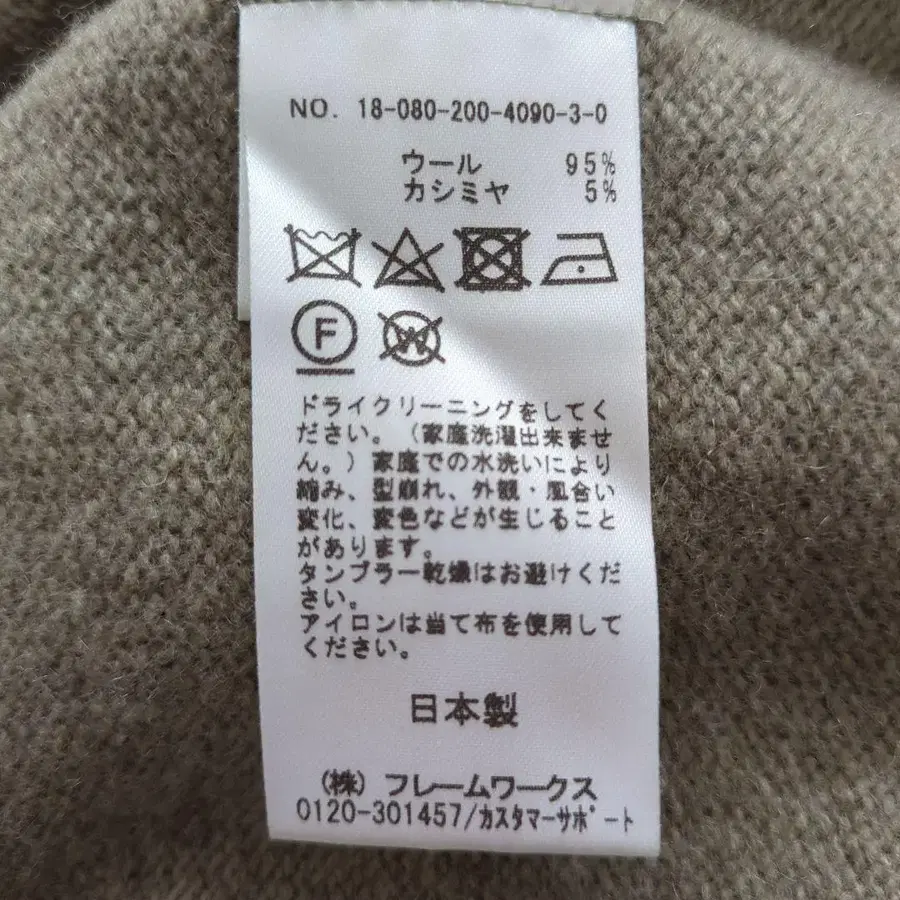 NO. 18-080-200-4090-3-0
ウール 95%
カシミヤ 5%
F
W
ドライクリーニングをしてく
ださい。（家庭洗濯出来ませ
ん。）家庭での水洗いにより
縮み、型崩れ、外観・風合い
変化、変色などが生じること
があります。
タンブラー乾燥はお避けくだ
さい。
アイロンは当て布を使用して
ください。
日本製
(株) フレームワークス
0120-301457/ｶｽﾀﾏｰｻﾎﾟｰﾄ